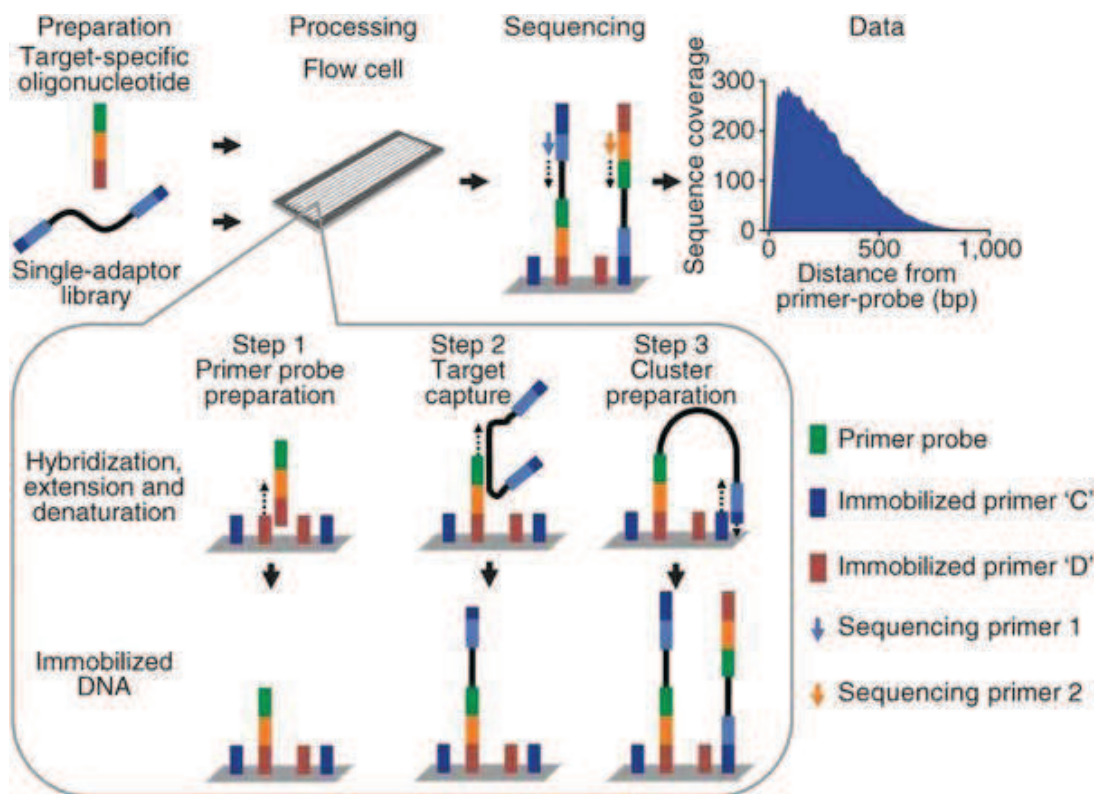 Preparation
Target-specific
oligonucleotide
Single-adaptor
library
Processing
Flow cell
Sequencing
Data
Sequence coverage
300
200
100
0
0
500
1,000
Distance from
primer-probe (bp)
Step 1
Primer probe
preparation
Step 2
Target
capture
Step 3
Cluster
preparation
Hybridization,
extension and
denaturation
Immobilized
DNA
Primer probe
Immobilized primer ‘C’
Immobilized primer ‘D’
Sequencing primer 1
Sequencing primer 2